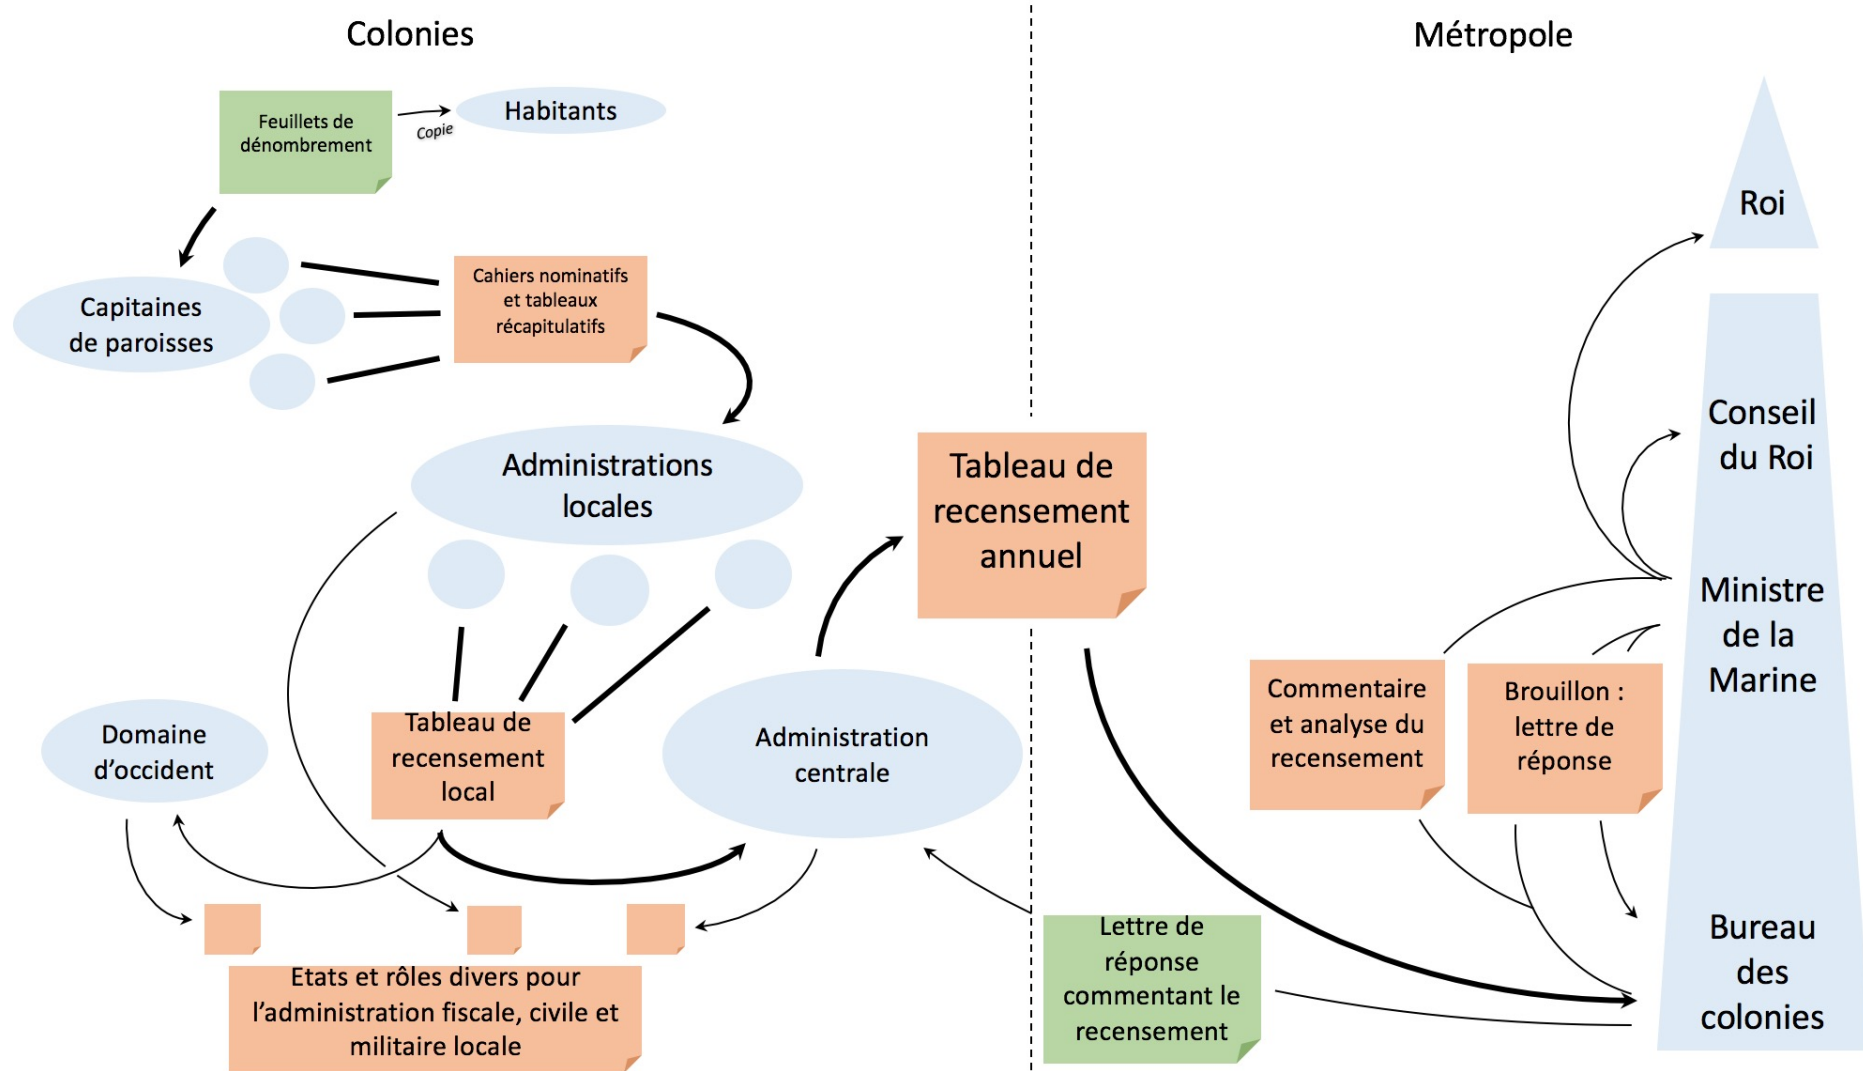 Colonies
Métropole
Feuillets de
dénombrement
Copie
Habitants
Roi
Capitaines
de paroisses
Cahiers nominatifs
et tableaux
récapitulatifs
Administrations
locales
Tableau de
recensement
annuel
Conseil
du Roi
Ministre
de la
Marine
Domaine
d’occident
Tableau de
recensement
local
Administration
centrale
Commentaire
et analyse du
recensement
Brouillon :
lettre de
réponse
Etats et rôles divers pour
l’administration fiscale, civile et
militaire locale
Lettre de
réponse
commentant le
recensement
Bureau
des
colonies